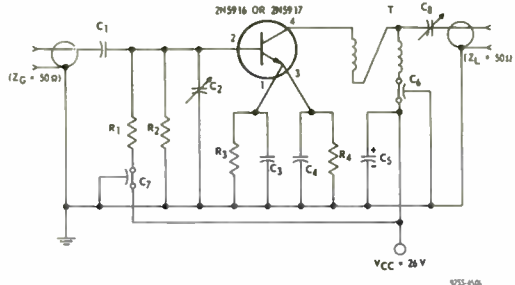 2N5916 OR 2N5917
4
T
C8
C1
2
(ZG = 50Ω)
(ZL = 50Ω)
C2
1
3
C6
R1
R2
R3
C3
C4
R4
C5
+
-
C7
VCC = 26 V